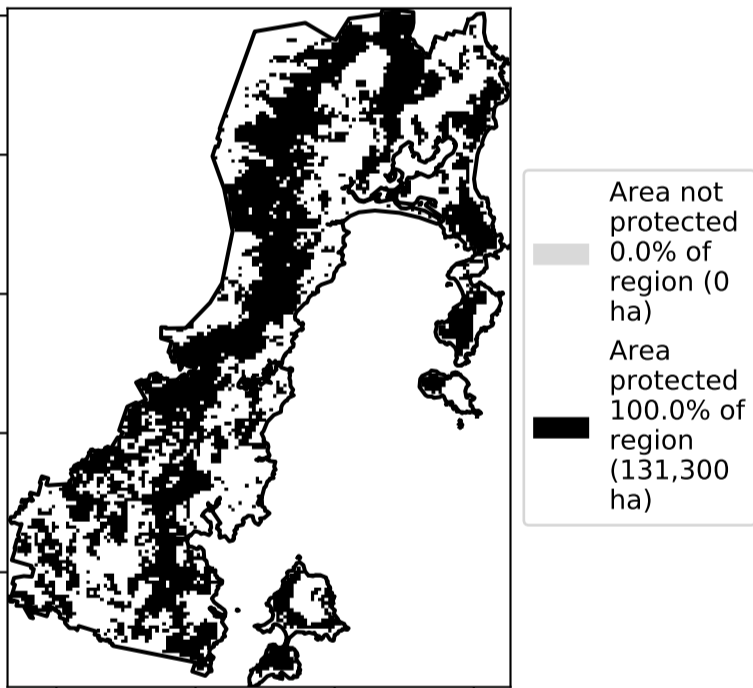 Area not
protected
0.0% of
region (0
ha)
Area
protected
100.0% of
region
(131,300
ha)